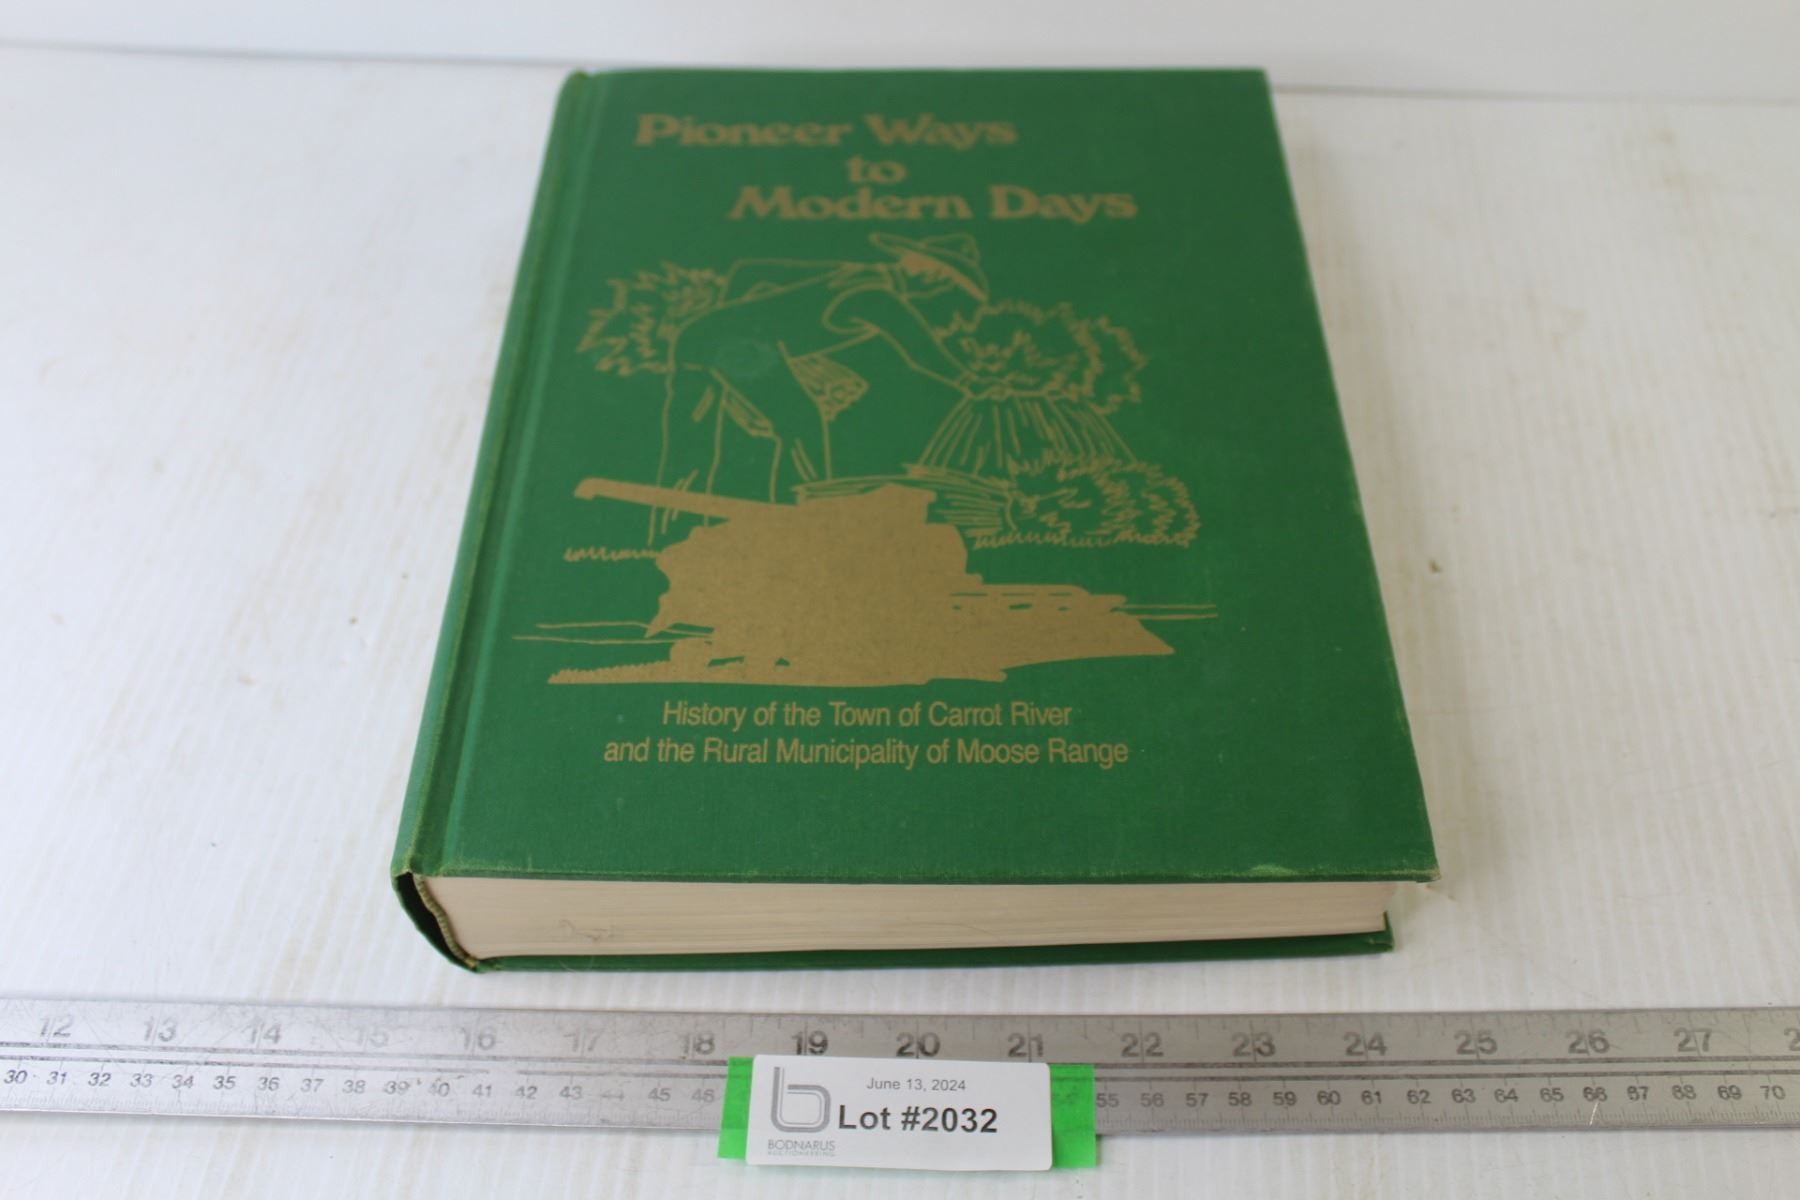 Pioneer Ways
to
Modern Days
History of the Town of Carrot River
and the Rural Municipality of Moose Range
12 13 14 15 16 17 18 19 20 21 22 23 24 25 26 27
30 31 32 33 34 35 36 37 38 39 40 41 42 43 44 45 46 55 56 57 58 59 60 61 62 63 64 65 66 67 68 69 70
June 13, 2024
Lot #2032
BODNARUS
AUCTIONEERING